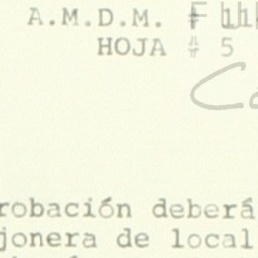 A.M.D.M.
HOJA # 5
robación deberá
jonera de local